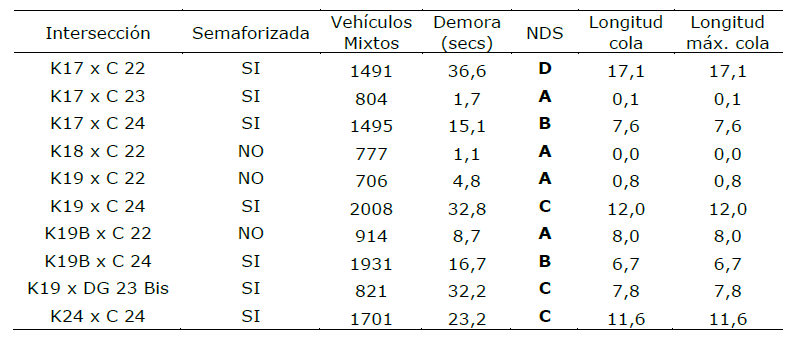 Intersección Semaforizada Vehículos Mixtos Demora (secs) NDS Longitud cola Longitud máx. cola
K17 x C 22 SI 1491 36,6 D 17,1 17,1
K17 x C 23 SI 804 1,7 A 0,1 0,1
K17 x C 24 SI 1495 15,1 B 7,6 7,6
K18 x C 22 NO 777 1,1 A 0,0 0,0
K19 x C 22 NO 706 4,8 A 0,8 0,8
K19 x C 24 SI 2008 32,8 C 12,0 12,0
K19B x C 22 NO 914 8,7 A 8,0 8,0
K19B x C 24 SI 1931 16,7 B 6,7 6,7
K19 x DG 23 Bis SI 821 32,2 C 7,8 7,8
K24 x C 24 SI 1701 23,2 C 11,6 11,6